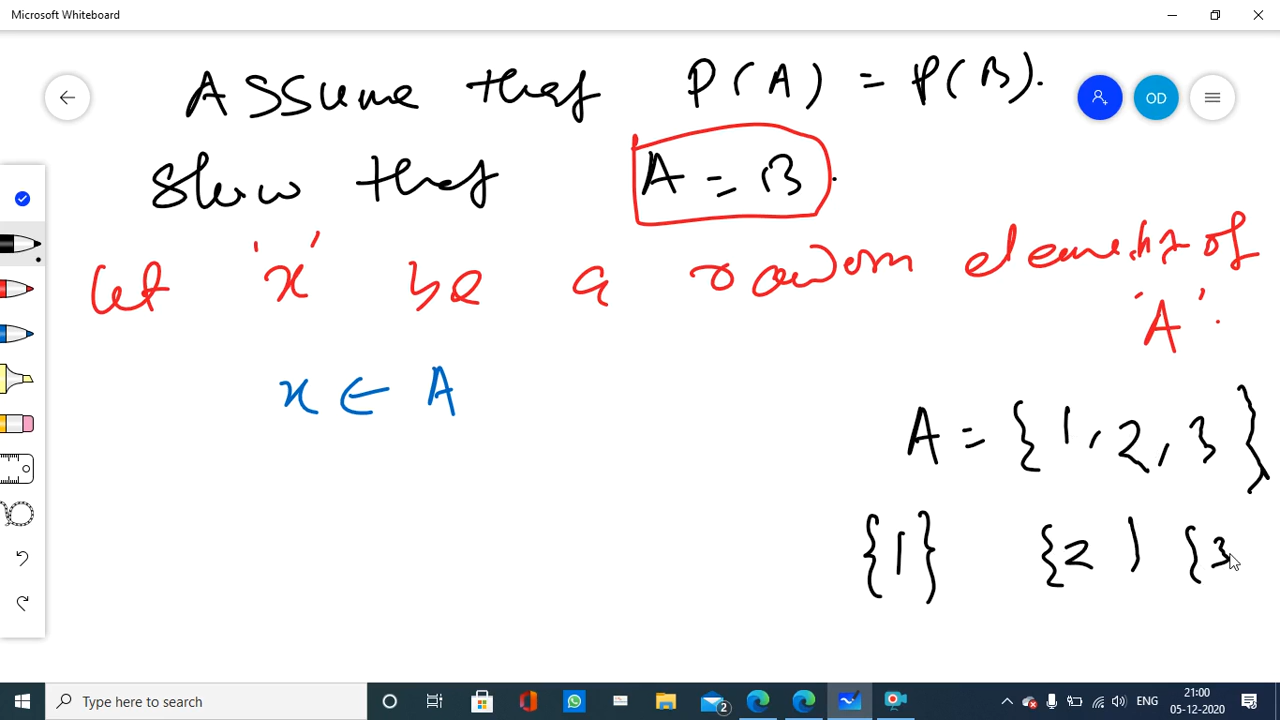 Microsoft Whiteboard
Assume that P(A) = P(B).
Show that A = B.
OD
Let 'x' be a random element of
'A'.
x ∈ A
A = {1, 2, 3}
{1} {2} {3
Type here to search
2
ENG
21:00
05-12-2020